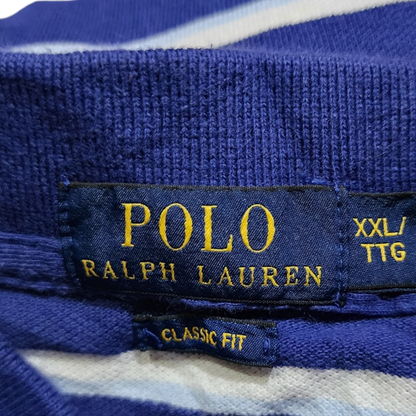 POLO
RALPH LAUREN
XXL/
TTG
CLASSIC FIT